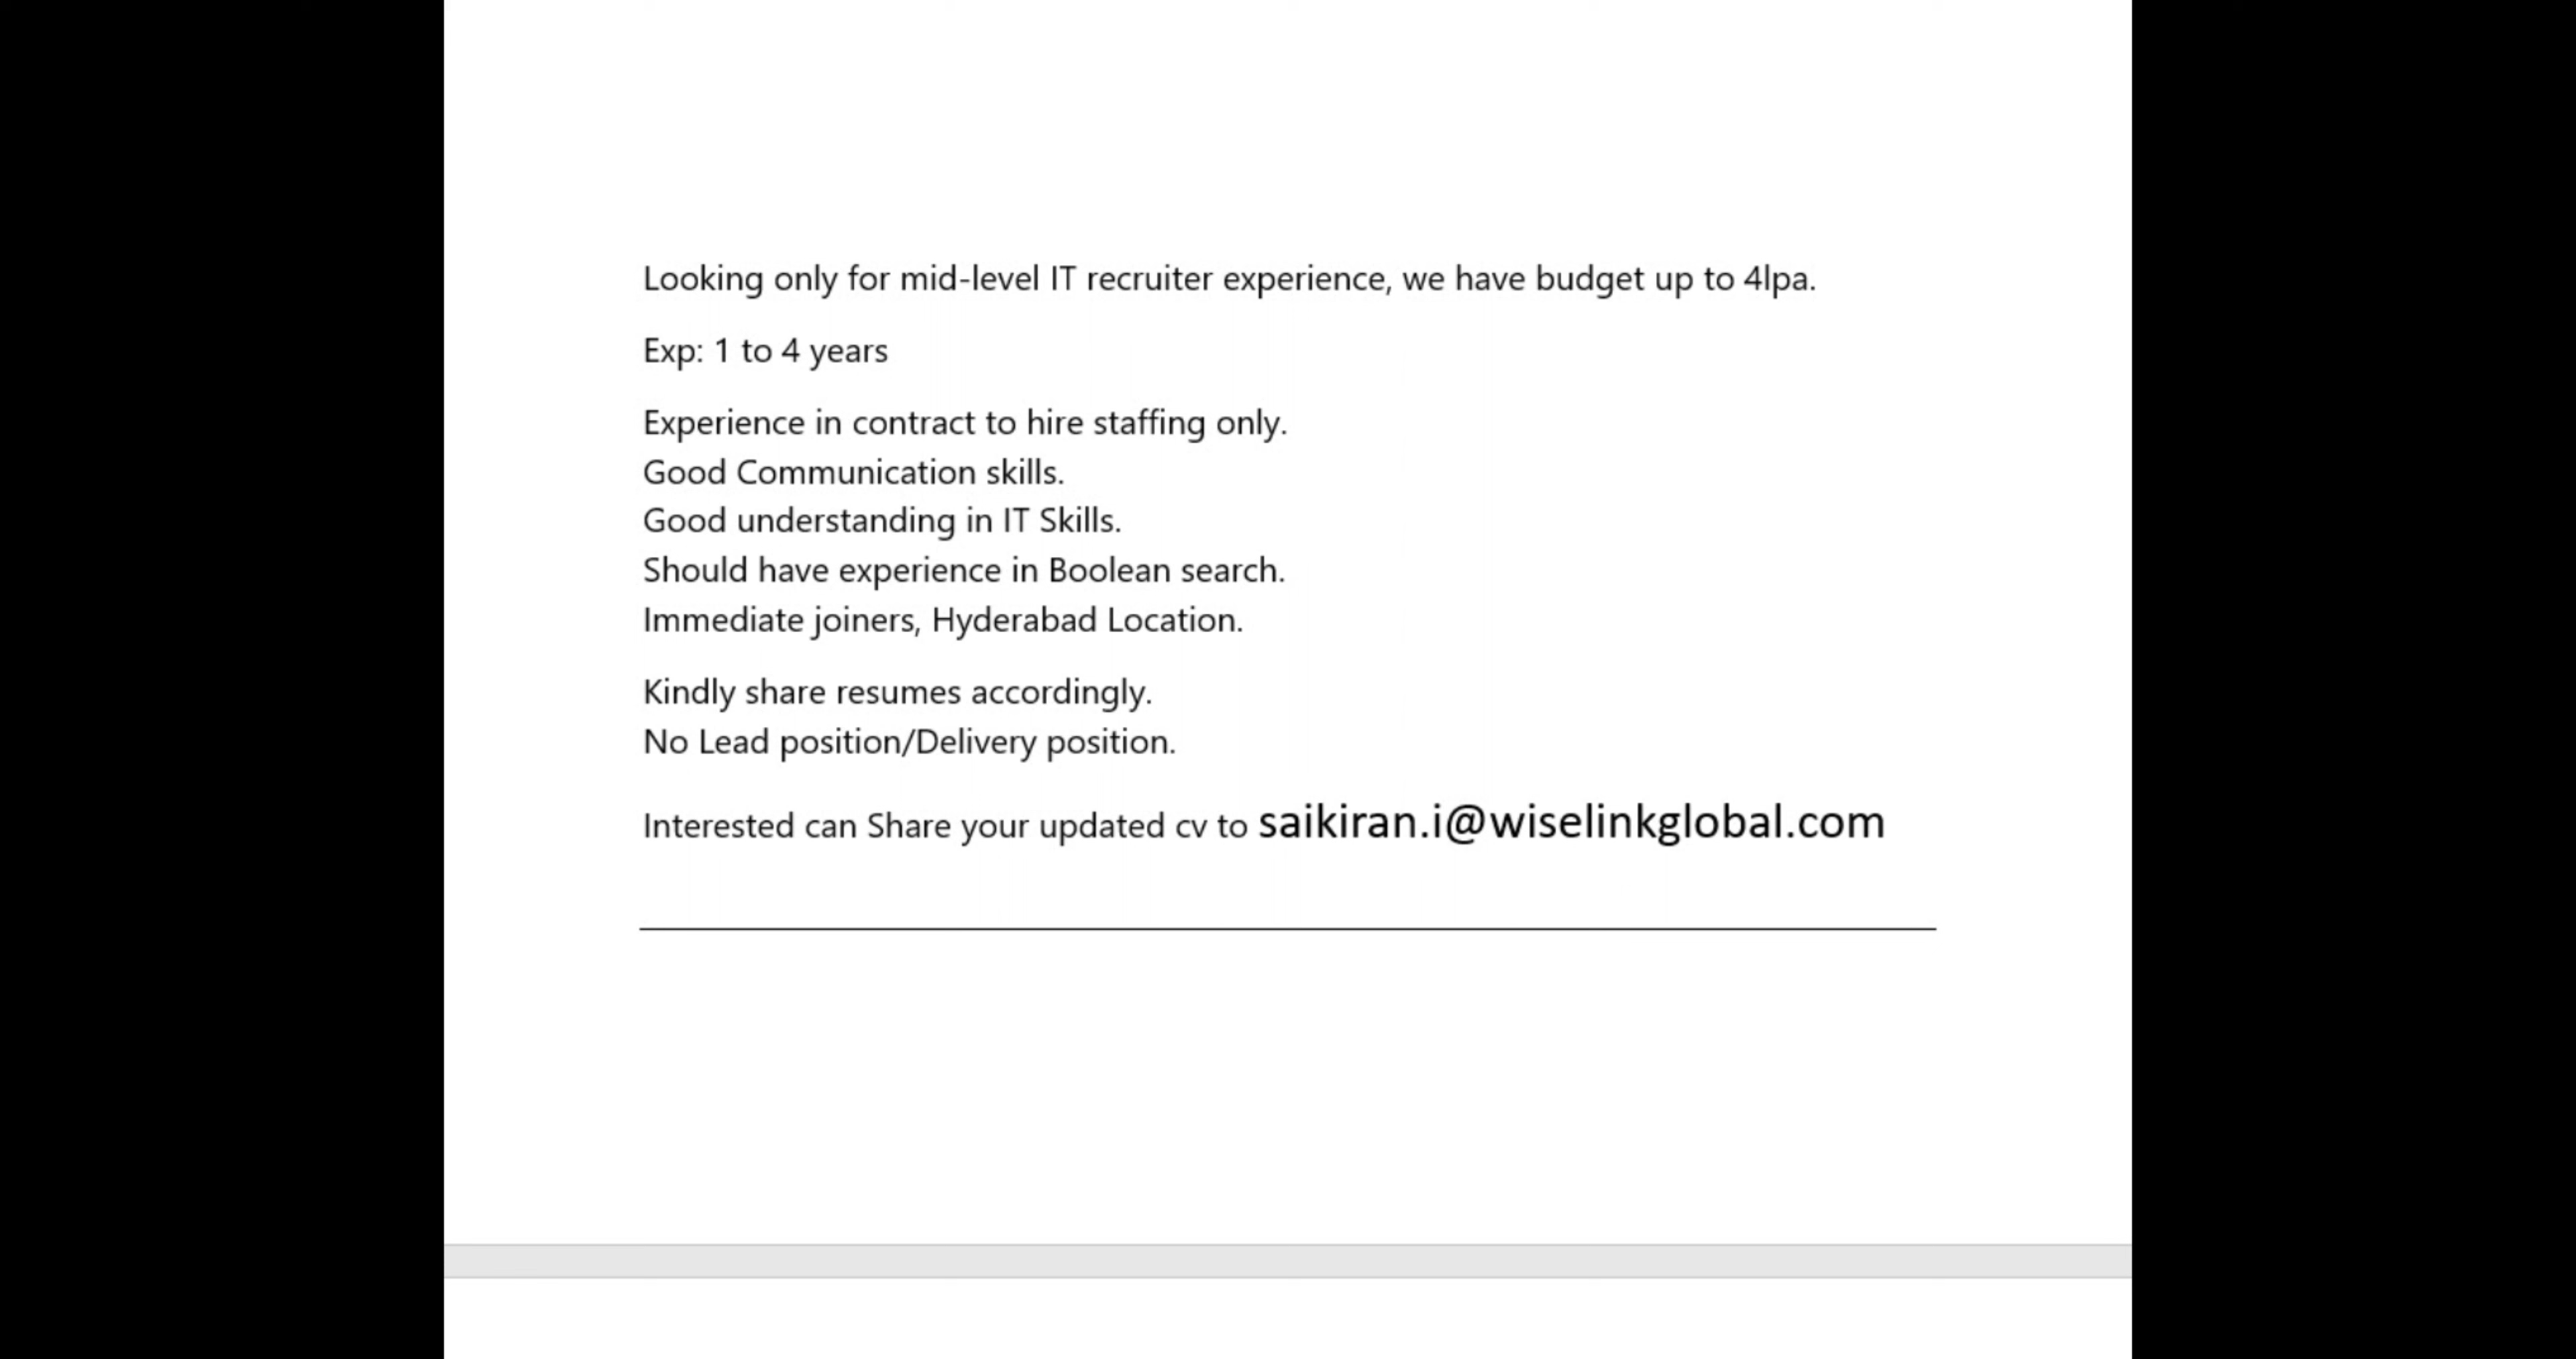 Looking only for mid-level IT recruiter experience, we have budget up to 4lpa.
Exp: 1 to 4 years
Experience in contract to hire staffing only.
Good Communication skills.
Good understanding in IT Skills.
Should have experience in Boolean search.
Immediate joiners, Hyderabad Location.
Kindly share resumes accordingly.
No Lead position/Delivery position.
Interested can Share your updated cv to saikiran.i@wiselinkglobal.com